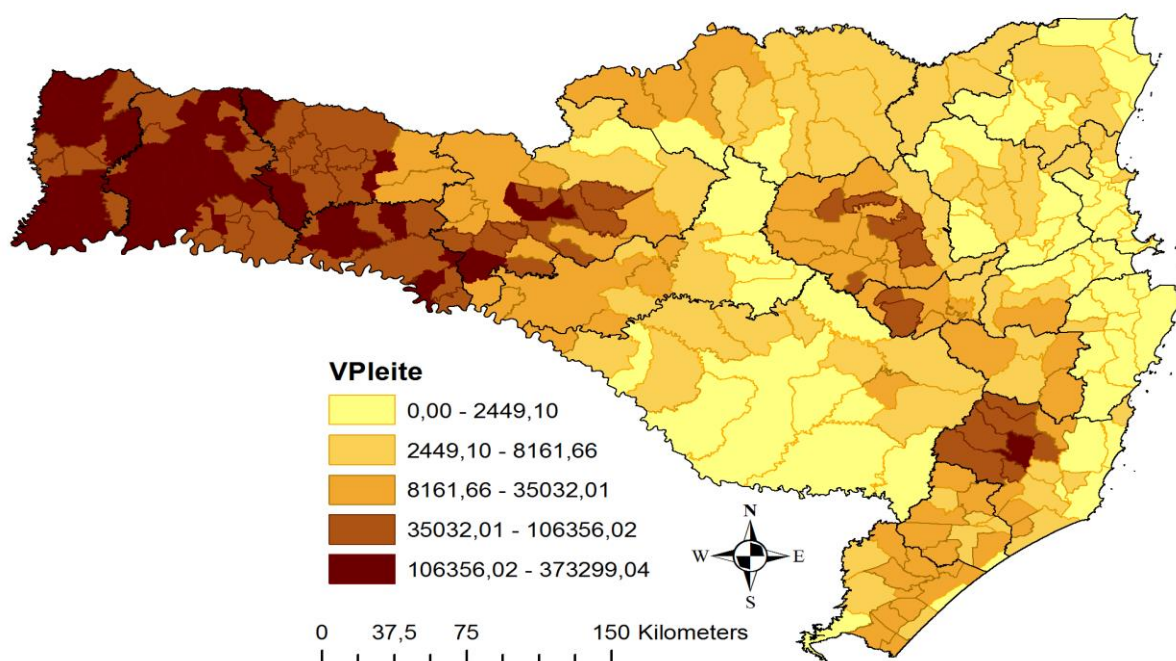 VPleite
0,00 - 2449,10
2449,10 - 8161,66
8161,66 - 35032,01
35032,01 - 106356,02
106356,02 - 373299,04
N
W E
S
0 37,5 75 150 Kilometers